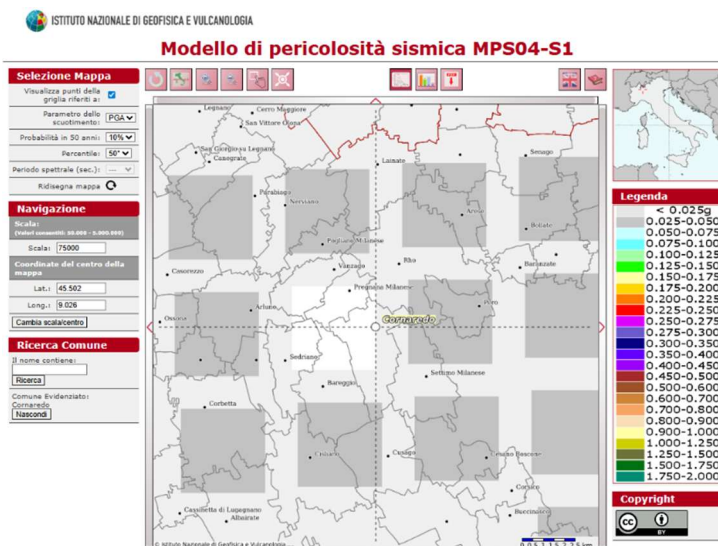 ISTITUTO NAZIONALE DI GEOFISICA E VULCANOLOGIA
Modello di pericolosità sismica MPS04-S1
Selezione Mappa
Visualizza punti della
griglia riferiti a:
Parametro dello
scuotimento: PGA
Probabilità in 50 anni: 10%
Percentile: 50°
Periodo spettrale (sec.): ---
Ridisegna mappa
Navigazione
Scala:
Scala: 75000
Coordinate del centro della
mappa
Lat.: 45.502
Long.: 9.026
Cambia scala/centro
Ricerca Comune
Il nome contiene:
Ricerca
Comune Evidenziato:
Cornaredo
Nascondi
Legnano
Cerro Maggiore
San Vittore Olona
San Giorgio su Legnano
Canegrate
Lainate
Senago
Parabiago
Nerviano
Arese
Bollate
Pogliano Milanese
Vanzago
Rho
Baranzate
Casorezzo
Pregnana Milanese
Arluno
Pero
Ossona
Cornaredo
Sedriano
Settimo Milanese
Bareggio
Corbetta
Cisliano
Cusago
Cesano Boscone
Corsico
Cassinetta di Lugagnano
Albairate
Buccinasco
© Istituto Nazionale di Geofisica e Vulcanologia
Legenda
< 0.025g
0.025-0.050
0.050-0.075
0.075-0.100
0.100-0.125
0.125-0.150
0.150-0.175
0.175-0.200
0.200-0.225
0.225-0.250
0.250-0.275
0.275-0.300
0.300-0.350
0.350-0.400
0.400-0.450
0.450-0.500
0.500-0.600
0.600-0.700
0.700-0.800
0.800-0.900
0.900-1.000
1.000-1.250
1.250-1.500
1.500-1.750
1.750-2.000
Copyright
cc
BY